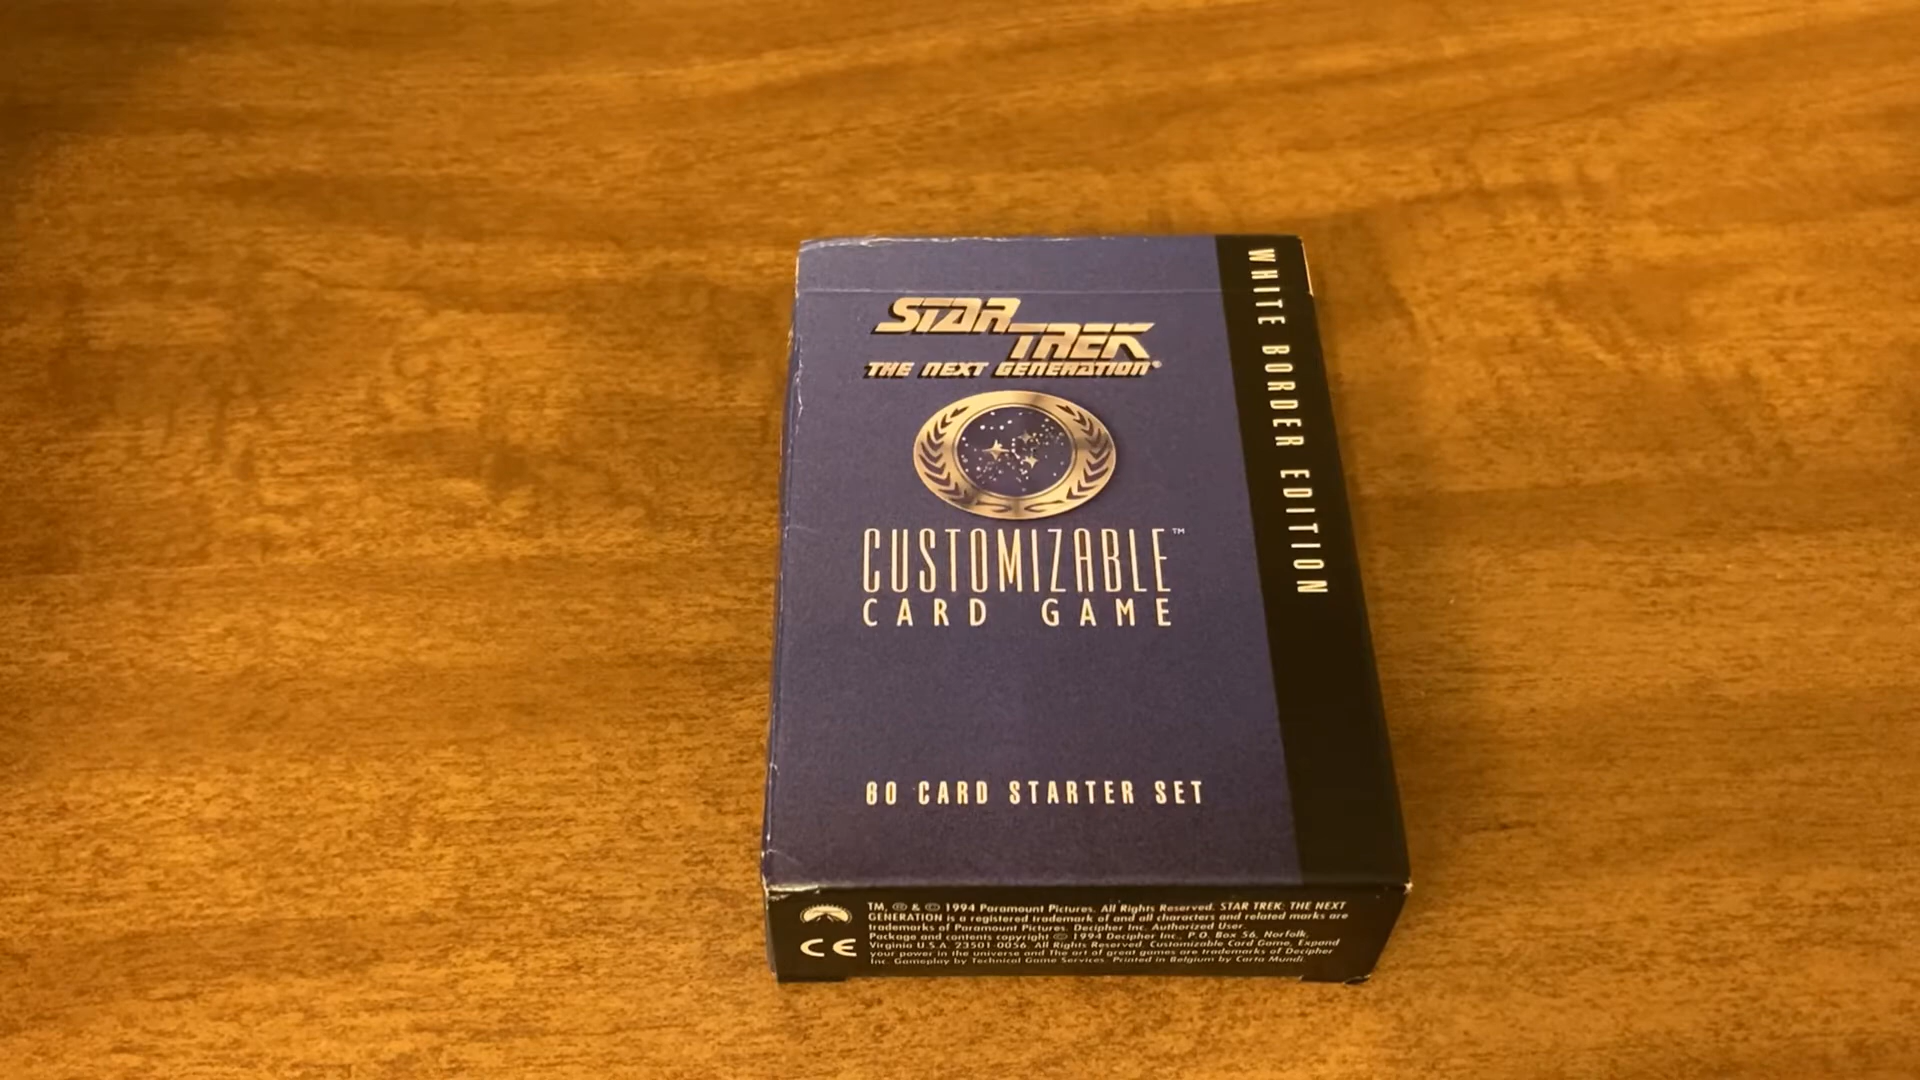 STAR TREK
THE NEXT GENERATION®
CUSTOMIZABLE™
CARD GAME
60 CARD STARTER SET
WHITE BORDER EDITION
TM, ® & © 1994 Paramount Pictures. All Rights Reserved. STAR TREK: THE NEXT
GENERATION is a registered trademark of and all characters and related marks are
trademarks of Paramount Pictures. Decipher Inc. Authorized User.
Package and contents copyright © 1994 Decipher Inc., P.O. Box 56, Norfolk,
Virginia U.S.A. 23501-0056. All Rights Reserved. Customizable Card Game, Expand
your power in the universe and The art of great games are trademarks of Decipher
Inc. Gameplay by Technical Game Services. Printed in Belgium by Carta Mundi.
CE